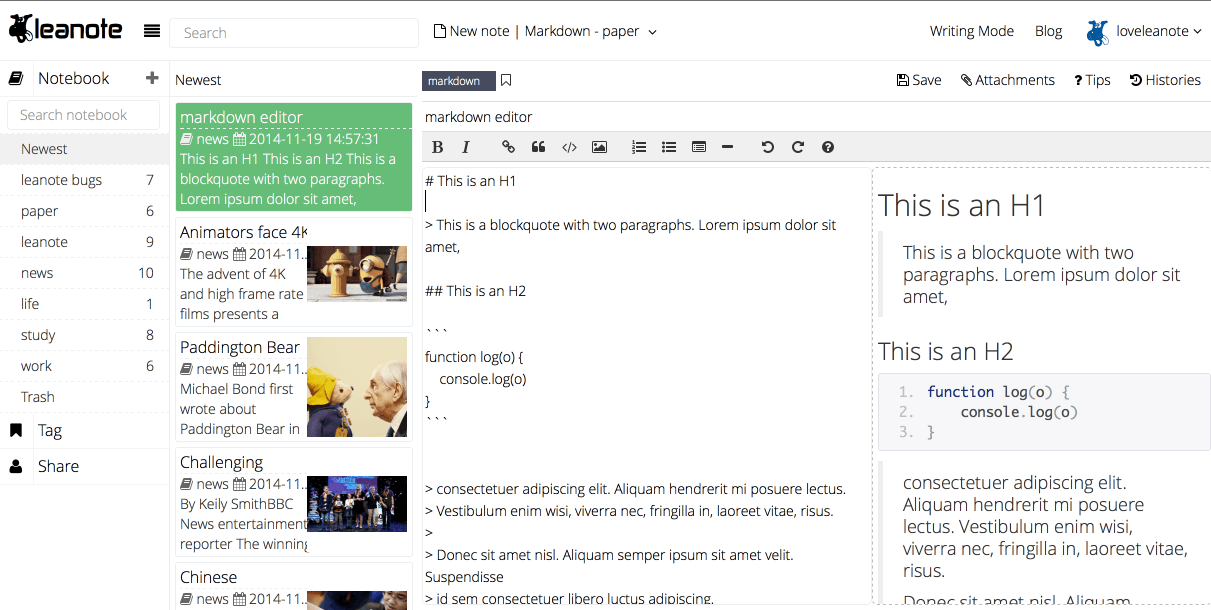 leanote
Search
New note | Markdown - paper
Writing Mode
Blog
loveleanote
Notebook
Search notebook
Newest
leanote bugs 7
paper 6
leanote 9
news 10
life 1
study 8
work 6
Trash
Tag
Share
Newest
markdown editor
news 2014-11-19 14:57:31
This is an H1 This is an H2 This is a
blockquote with two paragraphs.
Lorem ipsum dolor sit amet,
Animators face 4K
news 2014-11..
The advent of 4K
and high frame rate
films presents a
Paddington Bear
news 2014-11..
Michael Bond first
wrote about
Paddington Bear in
Challenging
news 2014-11..
By Keily SmithBBC
News entertainment
reporter The winning
Chinese
news 2014-11..
markdown
Save
Attachments
? Tips
Histories
markdown editor
B I
# This is an H1
> This is a blockquote with two paragraphs. Lorem ipsum dolor sit
amet,
## This is an H2
```
function log(o) {
console.log(o)
}
```
> consectetuer adipiscing elit. Aliquam hendrerit mi posuere lectus.
> Vestibulum enim wisi, viverra nec, fringilla in, laoreet vitae, risus.
>
> Donec sit amet nisl. Aliquam semper ipsum sit amet velit.
Suspendisse
> id sem consectetuer libero luctus adipiscing.
This is an H1
This is a blockquote with two
paragraphs. Lorem ipsum dolor sit
amet,
This is an H2
1. function log(o) {
2. console.log(o)
3. }
consectetuer adipiscing elit.
Aliquam hendrerit mi posuere
lectus. Vestibulum enim wisi,
viverra nec, fringilla in, laoreet vitae,
risus.
Donec sit amet nisl. Aliquam